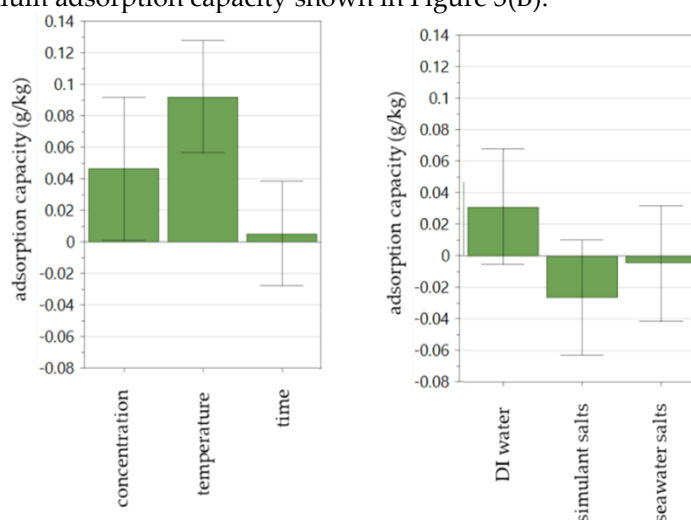 adsorption capacity shown in Figure
0.14
0.12
0.1
0.08
0.06
0.04
0.02
0
-0.02
-0.04
-0.06
-0.08
adsorption capacity (g/kg)
concentration
temperature
time
0.14
0.12
0.1
0.08
0.06
0.04
0.02
0
-0.02
-0.04
-0.06
-0.08
adsorption capacity (g/kg)
DI water
simulant salts
seawater salts